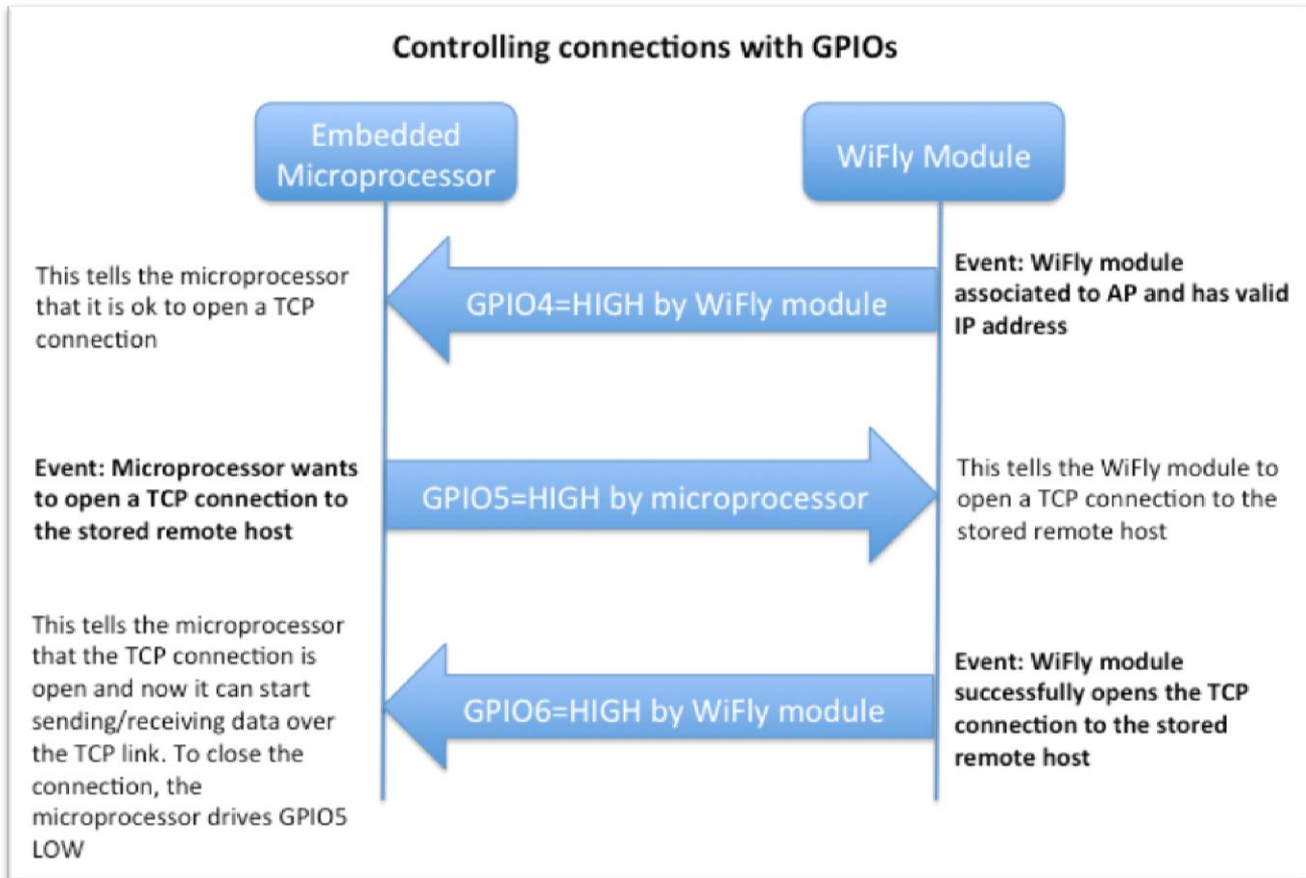 Controlling connections with GPIOs
Embedded
Microprocessor
WiFly Module
This tells the microprocessor
that it is ok to open a TCP
connection
GPIO4=HIGH by WiFly module
Event: WiFly module
associated to AP and has valid
IP address
Event: Microprocessor wants
to open a TCP connection to
the stored remote host
GPIO5=HIGH by microprocessor
This tells the WiFly module to
open a TCP connection to the
stored remote host
This tells the microprocessor
that the TCP connection is
open and now it can start
sending/receiving data over
the TCP link. To close the
connection, the
microprocessor drives GPIO5
LOW
GPIO6=HIGH by WiFly module
Event: WiFly module
successfully opens the TCP
connection to the stored
remote host